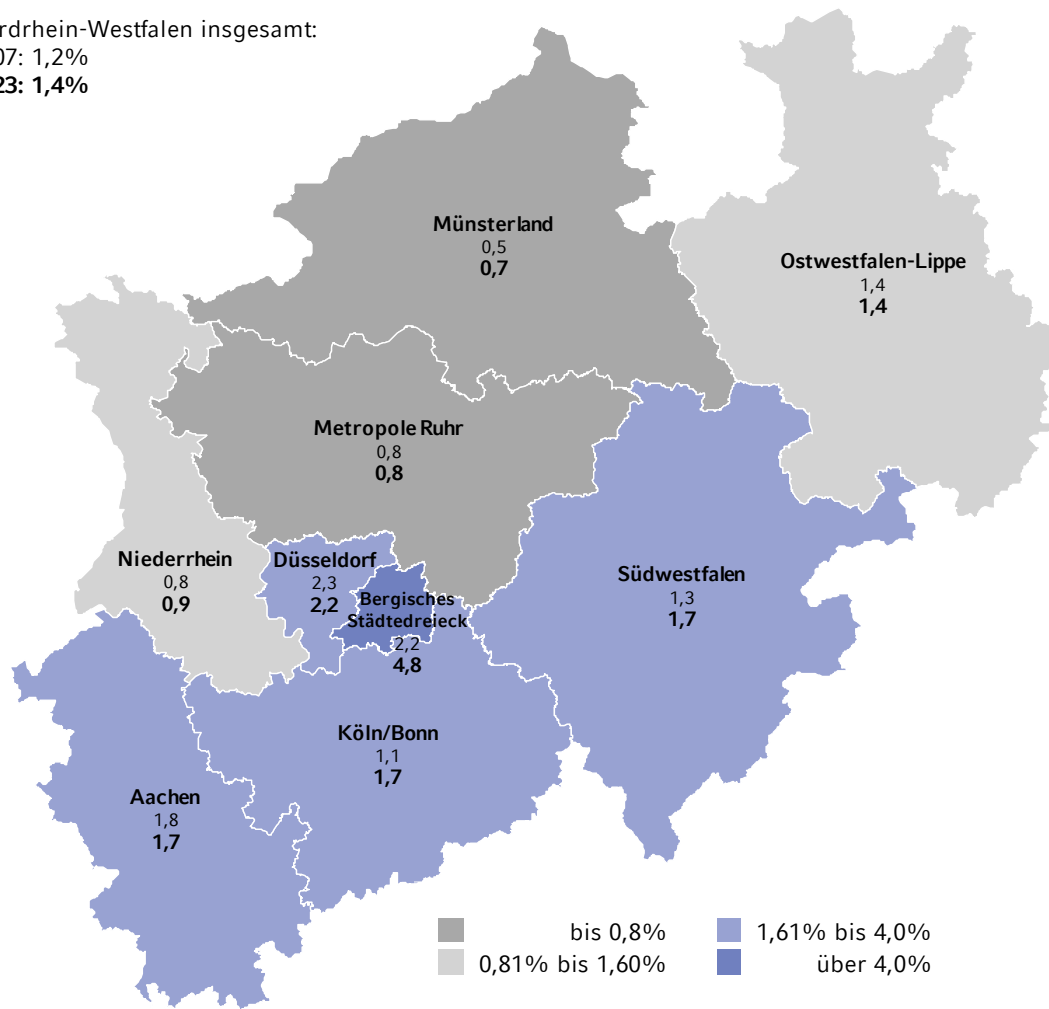 rdrhein-Westfalen insgesamt:
07: 1,2%
23: 1,4%
Münsterland
0,5
0,7
Ostwestfalen-Lippe
1,4
1,4
Metropole Ruhr
0,8
0,8
Niederrhein
0,8
0,9
Düsseldorf
2,3
2,2
Bergisches
Städtedreieck
2,2
4,8
Südwestfalen
1,3
1,7
Köln/Bonn
1,1
1,7
Aachen
1,8
1,7
bis 0,8%
0,81% bis 1,60%
1,61% bis 4,0%
über 4,0%